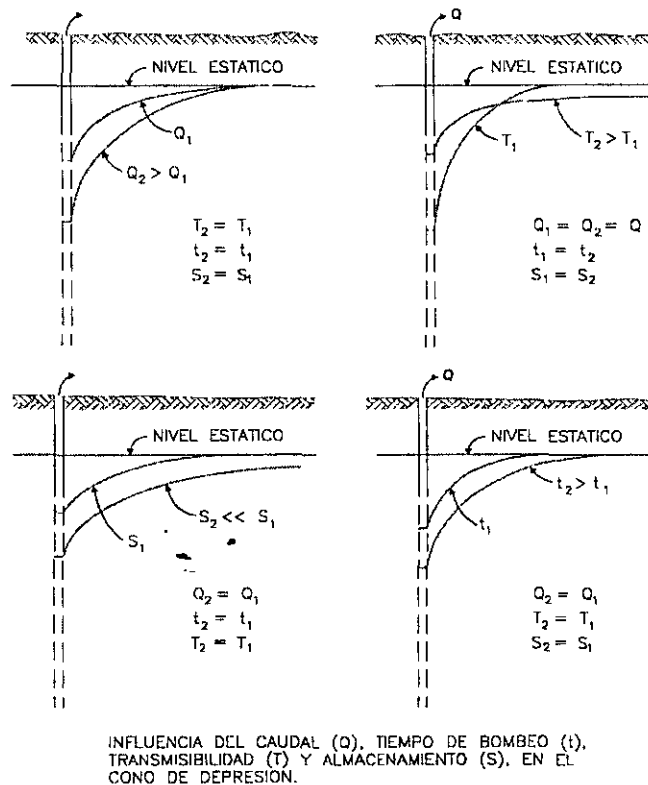 NIVEL ESTATICO
Q₁
Q₂ > Q₁
T₂ = T₁
t₂ = t₁
S₂ = S₁
Q
NIVEL ESTATICO
T₂ > T₁
T₁
Q₁ = Q₂ = Q
t₁ = t₂
S₁ = S₂
NIVEL ESTATICO
S₂ << S₁
S₁
Q₂ = Q₁
t₂ = t₁
T₂ = T₁
Q
NIVEL ESTATICO
t₂ > t₁
t₁
Q₂ = Q₁
T₂ = T₁
S₂ = S₁
INFLUENCIA DEL CAUDAL (Q), TIEMPO DE BOMBEO (t),
TRANSMISIBILIDAD (T) Y ALMACENAMIENTO (S), EN EL
CONO DE DEPRESION.